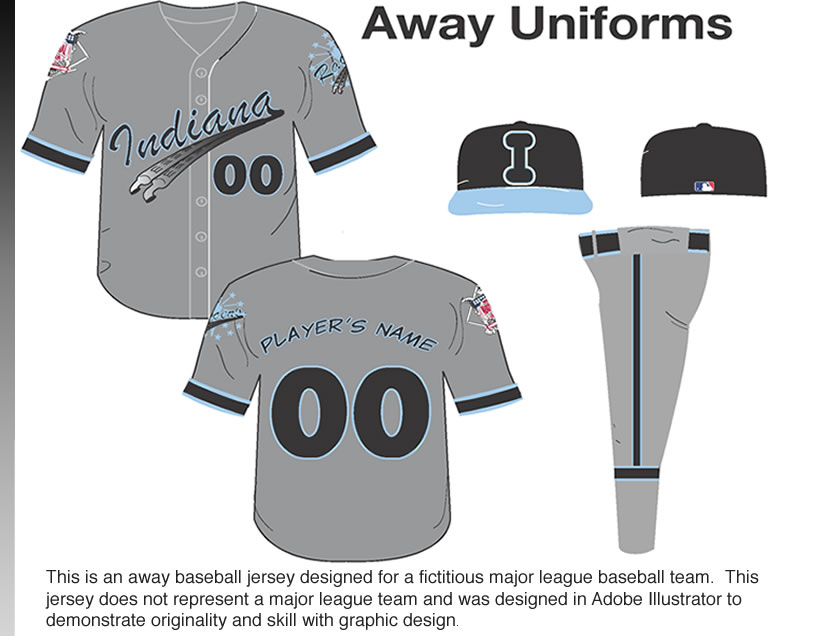 Away Uniforms
Indiana
00
I
PLAYER'S NAME
00
This is an away baseball jersey designed for a fictitious major league baseball team.  This
jersey does not represent a major league team and was designed in Adobe Illustrator to
demonstrate originality and skill with graphic design.